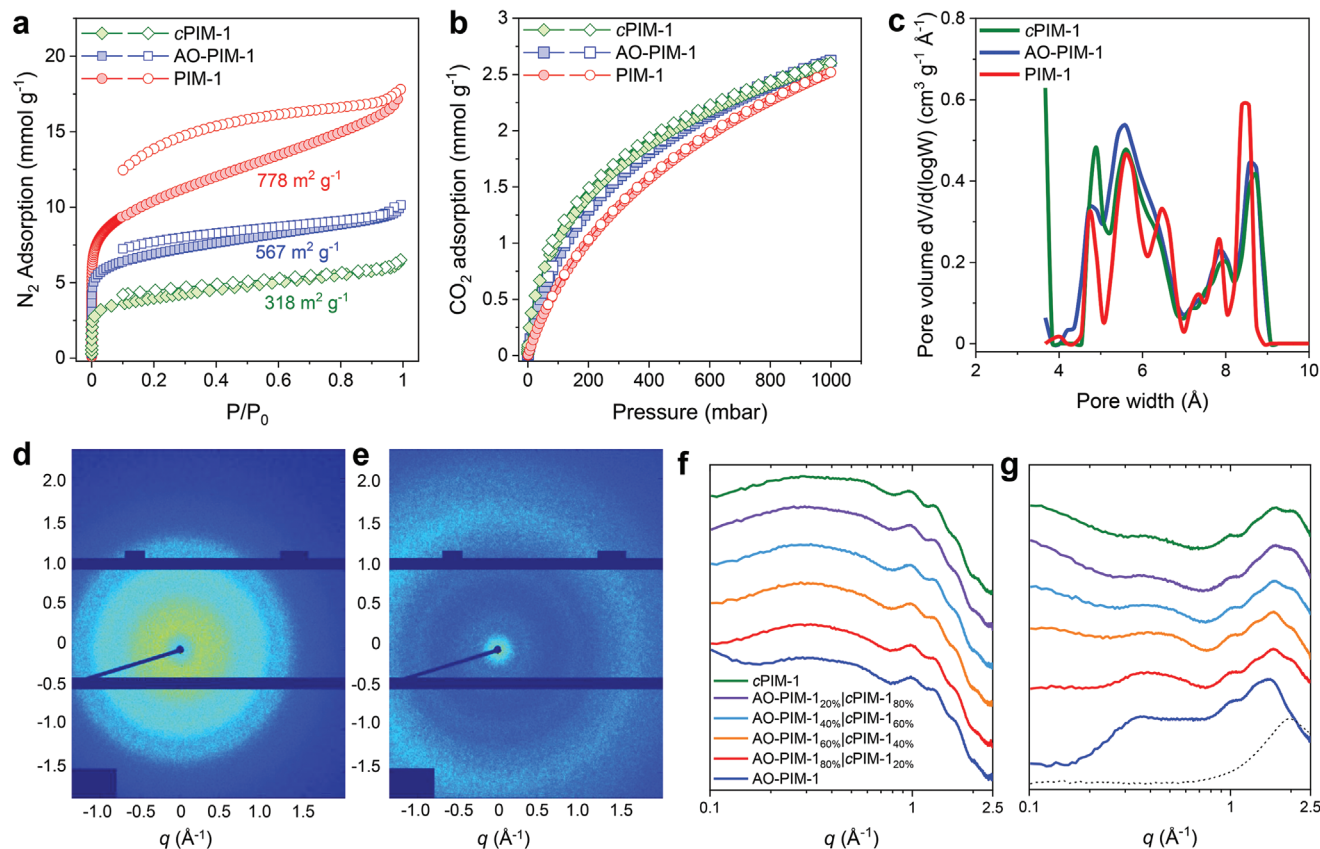 a
cPIM-1
AO-PIM-1
PIM-1
N₂ Adsorption (mmol g⁻¹)
20
15
10
5
0
778 m² g⁻¹
567 m² g⁻¹
318 m² g⁻¹
0 0.2 0.4 0.6 0.8 1
P/P₀
b
cPIM-1
AO-PIM-1
PIM-1
CO₂ adsorption (mmol g⁻¹)
3.0
2.5
2.0
1.5
1
0.5
0
0 200 400 600 800 1000
Pressure (mbar)
c
cPIM-1
AO-PIM-1
PIM-1
Pore volume dV/d(logW) (cm³ g⁻¹ Å⁻¹)
0.8
0.6
0.4
0.2
0
2 4 6 8 10
Pore width (Å)
d
2.0
1.5
1.0
0.5
0
-0.5
-1.0
-1.5
-1.0 -0.5 0 0.5 1.0 1.5
q (Å⁻¹)
e
2.0
1.5
1.0
0.5
0
-0.5
-1.0
-1.5
-1.0 -0.5 0 0.5 1.0 1.5
q (Å⁻¹)
f
cPIM-1
AO-PIM-1₂₀%|cPIM-1₈₀%
AO-PIM-1₄₀%|cPIM-1₆₀%
AO-PIM-1₆₀%|cPIM-1₄₀%
AO-PIM-1₈₀%|cPIM-1₂₀%
AO-PIM-1
0.1 1 2.5
q (Å⁻¹)
g
0.1 1 2.5
q (Å⁻¹)